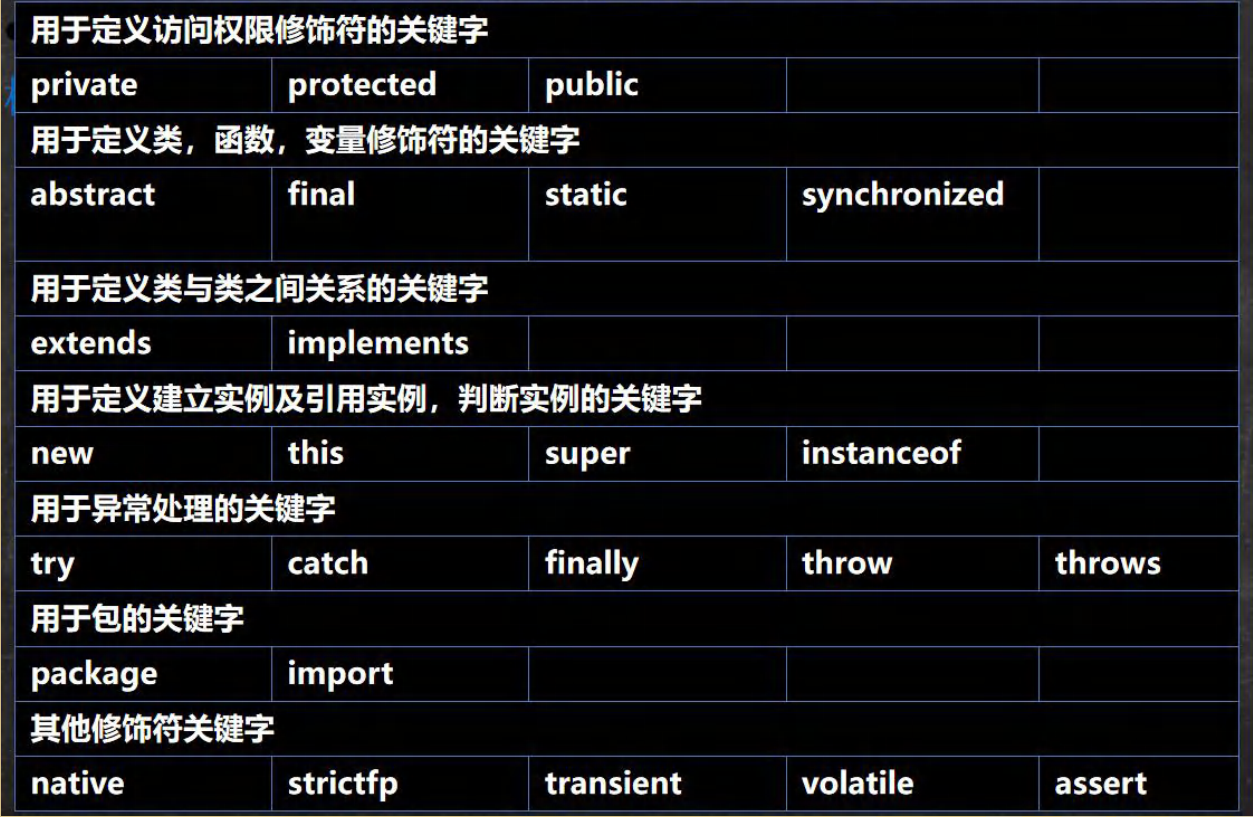 用于定义访问权限修饰符的关键字
private protected public
用于定义类，函数，变量修饰符的关键字
abstract final static synchronized
用于定义类与类之间关系的关键字
extends implements
用于定义建立实例及引用实例，判断实例的关键字
new this super instanceof
用于异常处理的关键字
try catch finally throw throws
用于包的关键字
package import
其他修饰符关键字
native strictfp transient volatile assert